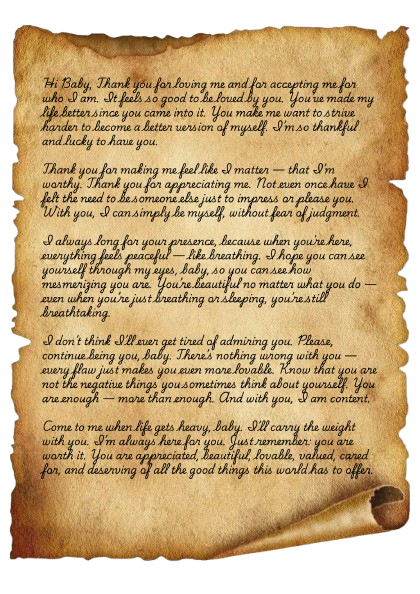 Hi Baby, Thank you for loving me and for accepting me for
who I am. It feels so good to be loved by you. You've made my
life better since you came into it. You make me want to strive
harder to become a better version of myself. I'm so thankful
and lucky to have you.
Thank you for making me feel like I matter — that I'm
worthy. Thank you for appreciating me. Not even once have I
felt the need to be someone else just to impress or please you.
With you, I can simply be myself, without fear of judgment.
I always long for your presence, because when you're here,
everything feels peaceful — like breathing. I hope you can see
yourself through my eyes, baby, so you can see how
mesmerizing you are. You're beautiful no matter what you do —
even when you're just breathing or sleeping, you're still
breathtaking.
I don't think I'll ever get tired of admiring you. Please,
continue being you, baby. There's nothing wrong with you —
every flaw just makes you even more lovable. Know that you are
not the negative things you sometimes think about yourself. You
are enough — more than enough. And with you, I am content.
Come to me when life gets heavy, baby. I'll carry the weight
with you. I'm always here for you. Just remember: you are
worth it. You are appreciated, beautiful, lovable, valued, cared
for, and deserving of all the good things this world has to offer.